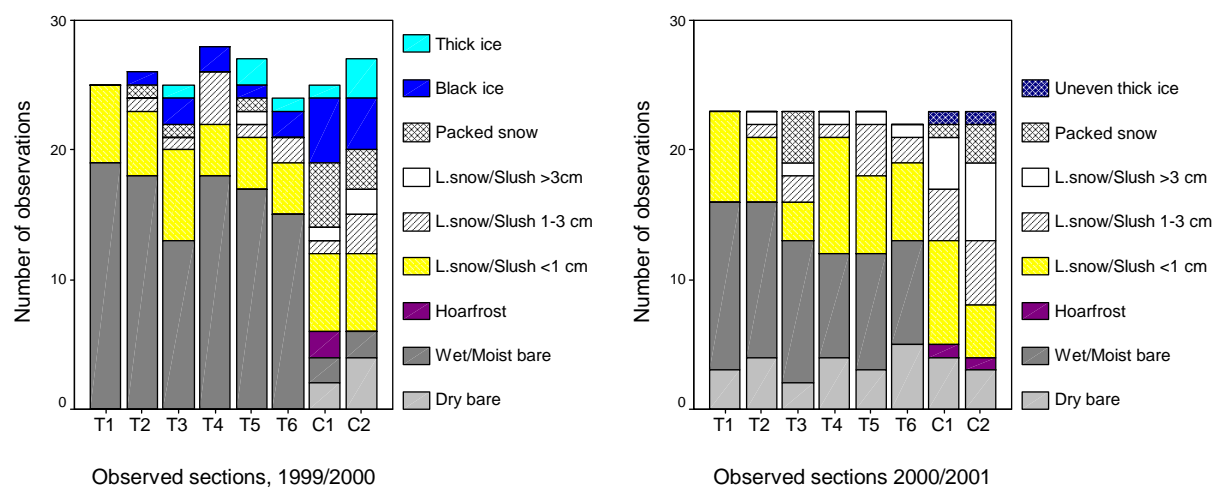 30
20
10
0
Number of observations
T1 T2 T3 T4 T5 T6 C1 C2
Observed sections, 1999/2000
Thick ice
Black ice
Packed snow
L.snow/Slush >3cm
L.snow/Slush 1-3 cm
L.snow/Slush <1 cm
Hoarfrost
Wet/Moist bare
Dry bare
30
20
10
0
Number of observations
T1 T2 T3 T4 T5 T6 C1 C2
Observed sections 2000/2001
Uneven thick ice
Packed snow
L.snow/Slush >3 cm
L.snow/Slush 1-3 cm
L.snow/Slush <1 cm
Hoarfrost
Wet/Moist bare
Dry bare